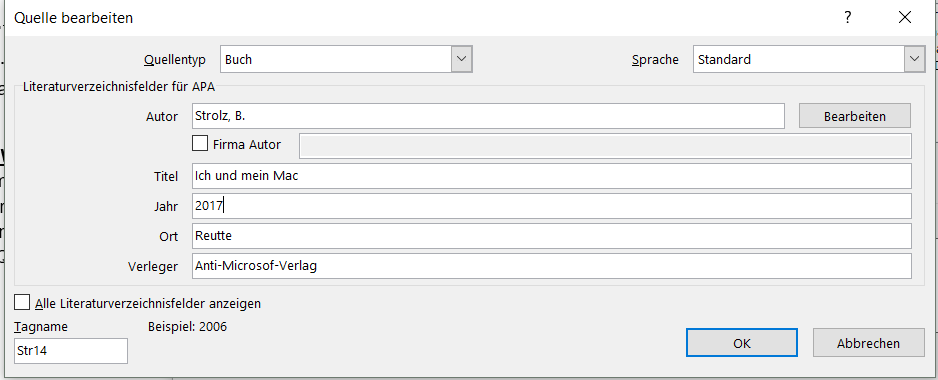 Quelle bearbeiten
Quellentyp Buch Sprache Standard
Literaturverzeichnisfelder für APA
Autor Strolz, B. Bearbeiten
Firma Autor
Titel Ich und mein Mac
Jahr 2017
Ort Reutte
Verleger Anti-Microsof-Verlag
Alle Literaturverzeichnisfelder anzeigen
Tagname Beispiel: 2006
Str14 OK Abbrechen